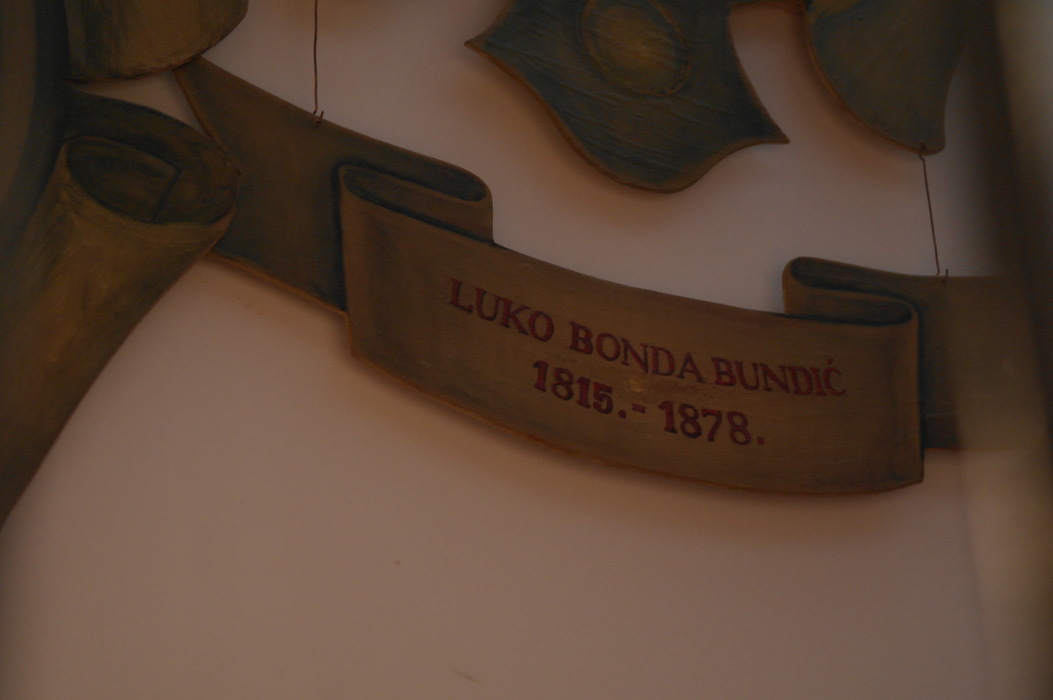 LUKO BONDA BUNDIĆ
1815.- 1878.